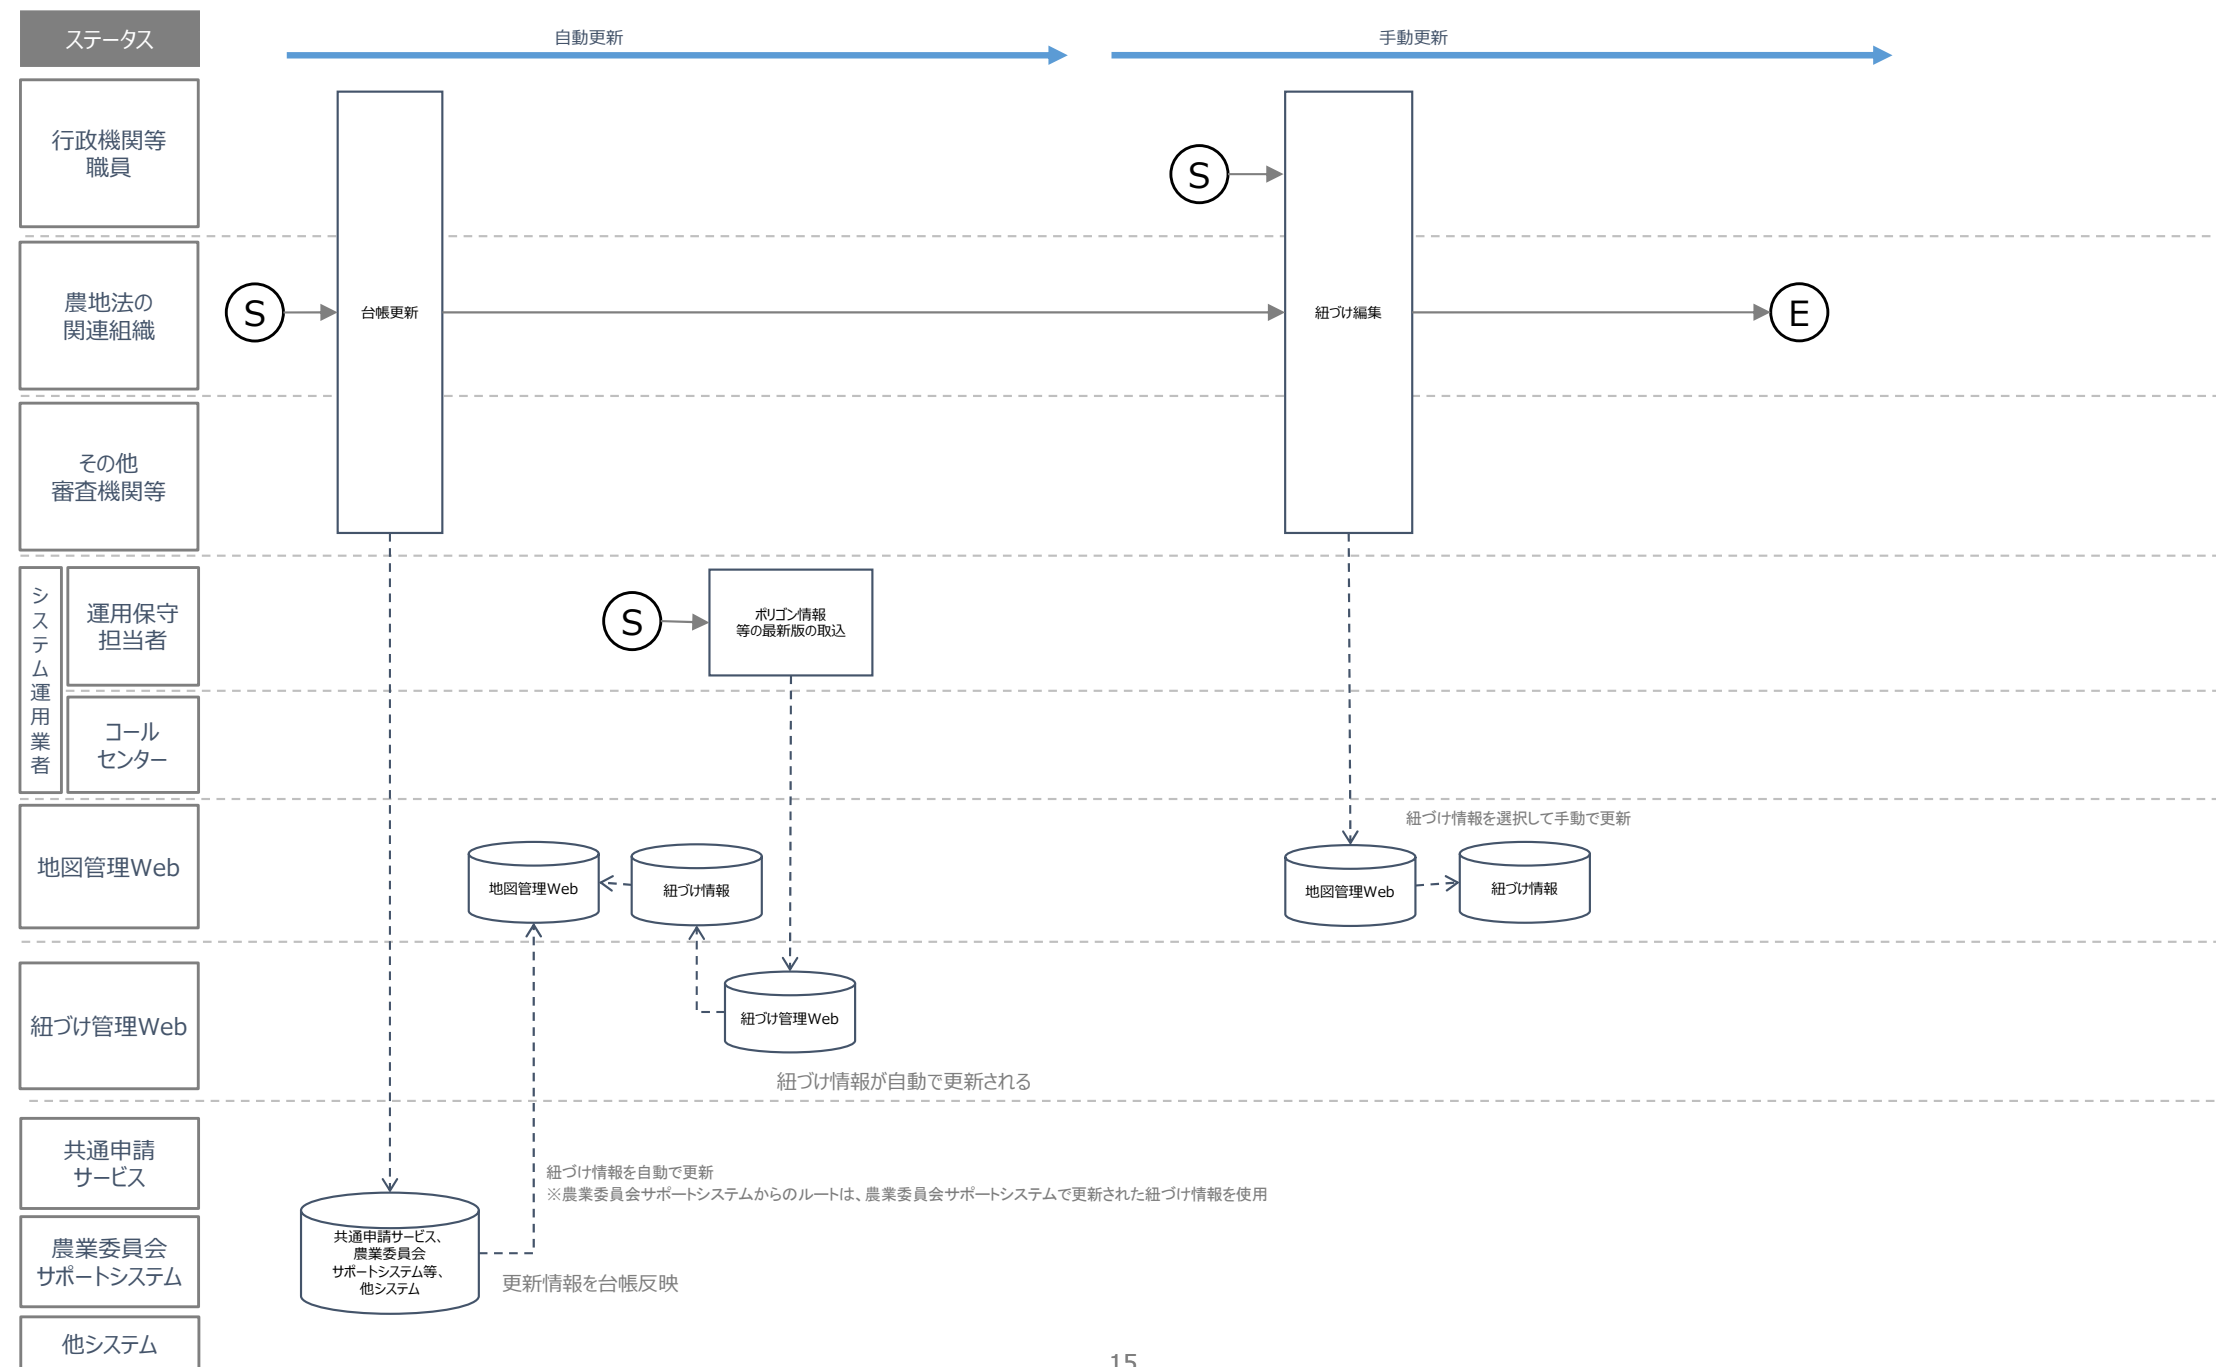 ステータス
自動更新
手動更新
行政機関等
職員
S
農地法の
関連組織
S
台帳更新
紐づけ編集
E
その他
審査機関等
システム運用業者
運用保守
担当者
S
ポリゴン情報
等の最新版の取込
コール
センター
地図管理Web
地図管理Web
紐づけ情報
紐づけ情報を選択して手動で更新
地図管理Web
紐づけ情報
紐づけ管理Web
紐づけ管理Web
紐づけ情報が自動で更新される
共通申請
サービス
紐づけ情報を自動で更新
※農業委員会サポートシステムからのルートは、農業委員会サポートシステムで更新された紐づけ情報を使用
農業委員会
サポートシステム
共通申請サービス、
農業委員会
サポートシステム等、
他システム
更新情報を台帳反映
他システム
15